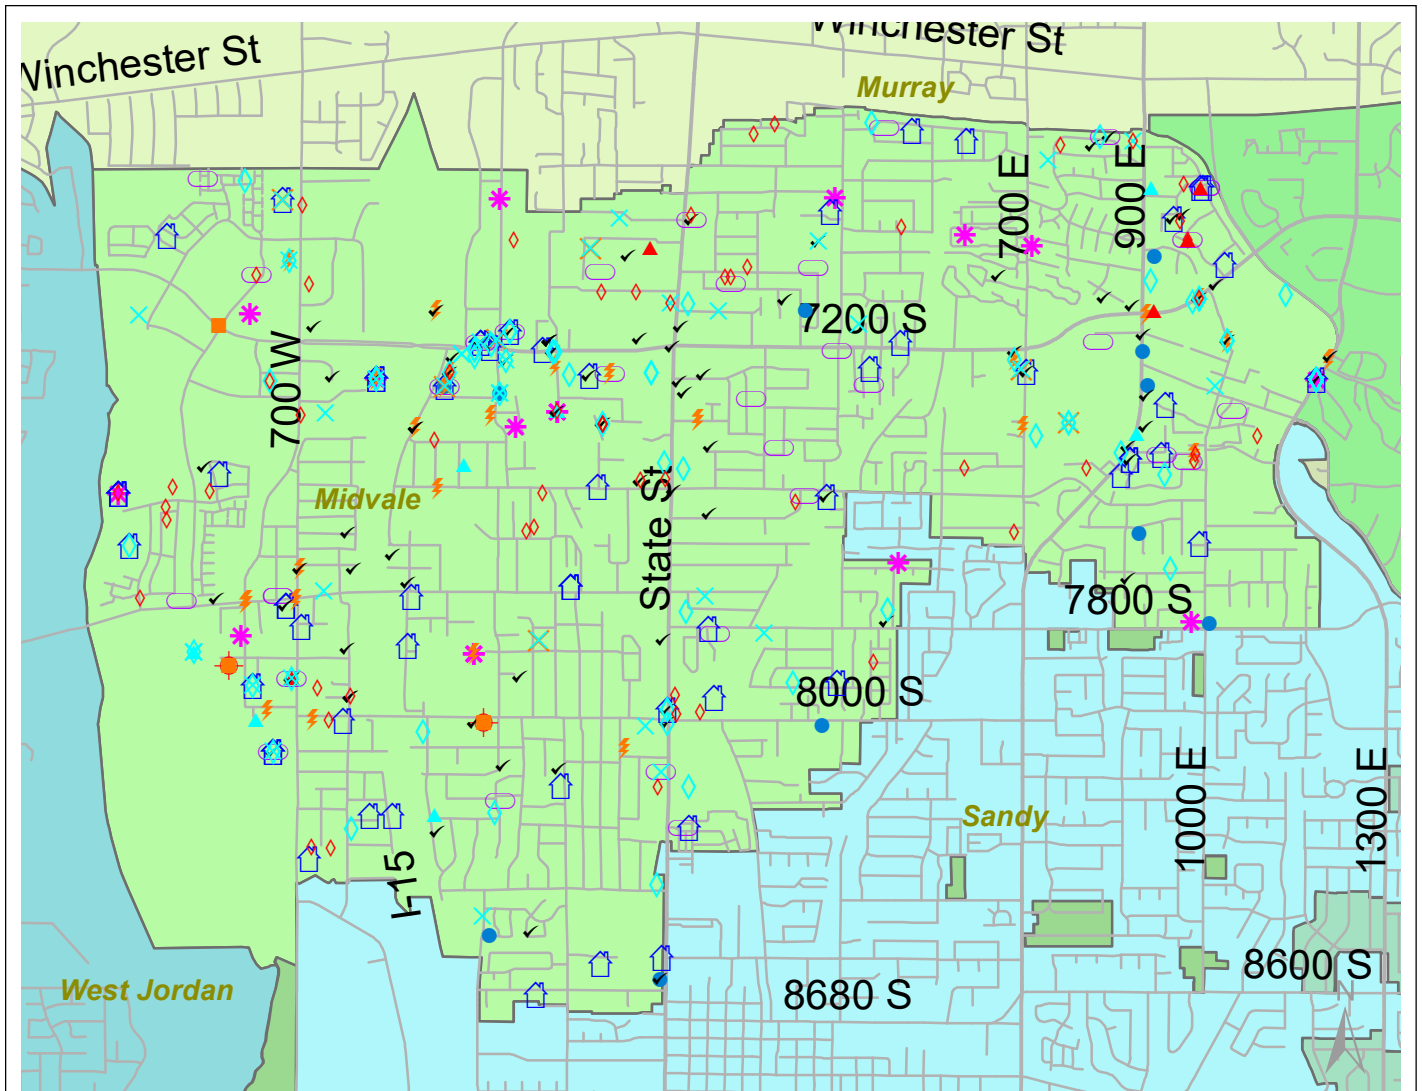 Winchester St
Winchester St
Murray
700 E
900 E
7200 S
700 W
Midvale
State St
7800 S
8000 S
Sandy
1000 E
1300 E
I-15
8600 S
West Jordan
8680 S
N